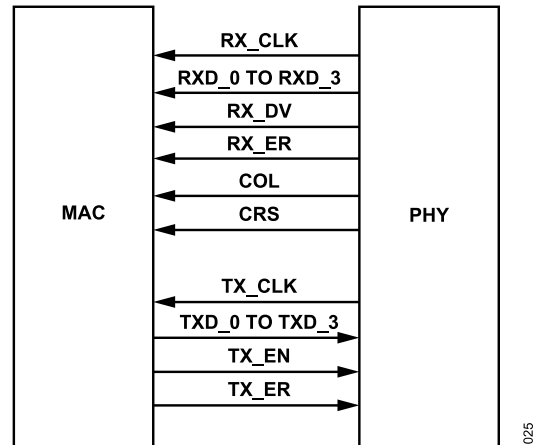 RX_CLK
RXD_0 TO RXD_3
RX_DV
RX_ER
COL
CRS
MAC
PHY
TX_CLK
TXD_0 TO TXD_3
TX_EN
TX_ER
025